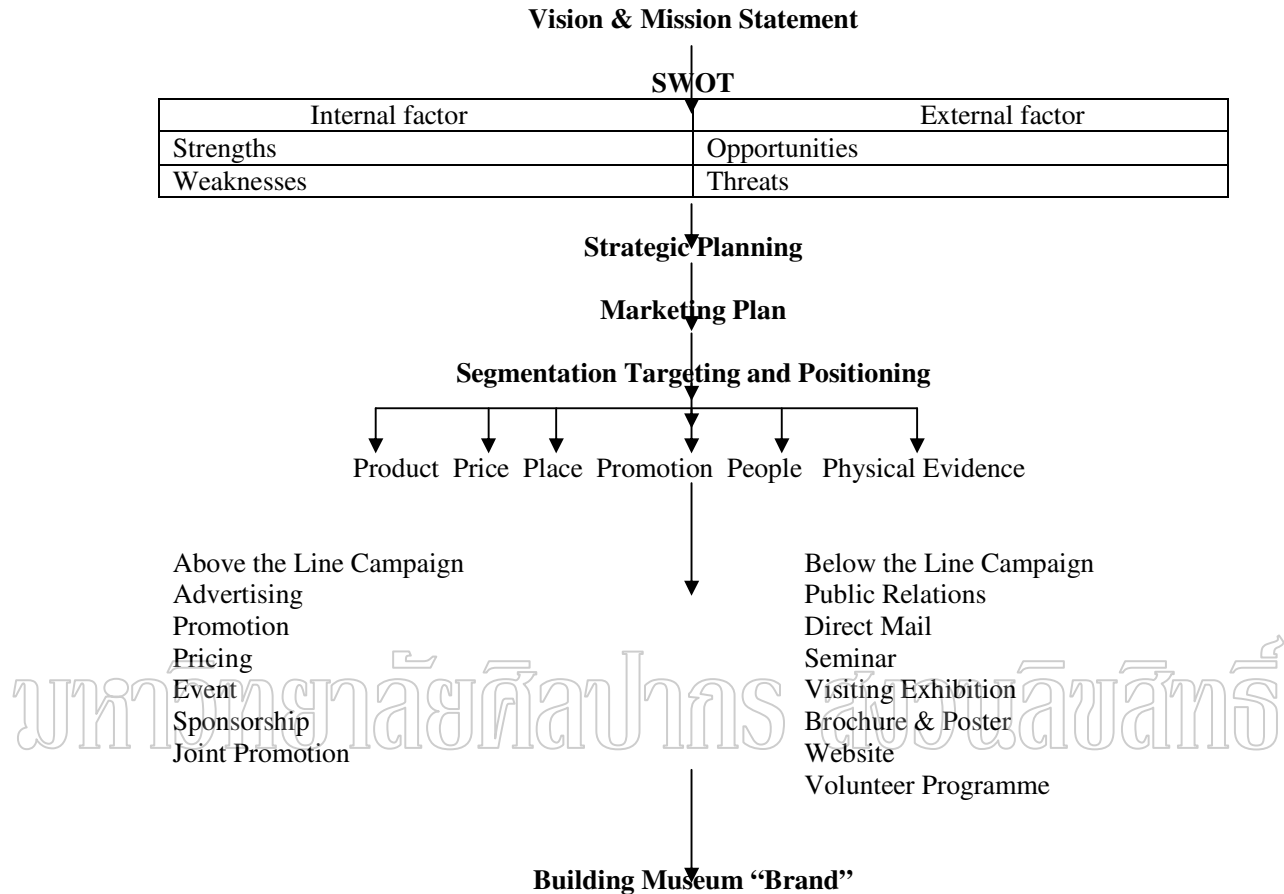 Vision & Mission Statement
SWOT
Internal factor External factor
Strengths Opportunities
Weaknesses Threats
Strategic Planning
Marketing Plan
Segmentation Targeting and Positioning
Product Price Place Promotion People Physical Evidence
Above the Line Campaign Below the Line Campaign
Advertising Public Relations
Promotion Direct Mail
Pricing Seminar
Event Visiting Exhibition
Sponsorship Brochure & Poster
Joint Promotion Website
Volunteer Programme
มหาวิทยาลัยศิลปากร สงวนลิขสิทธิ์
Building Museum “Brand”